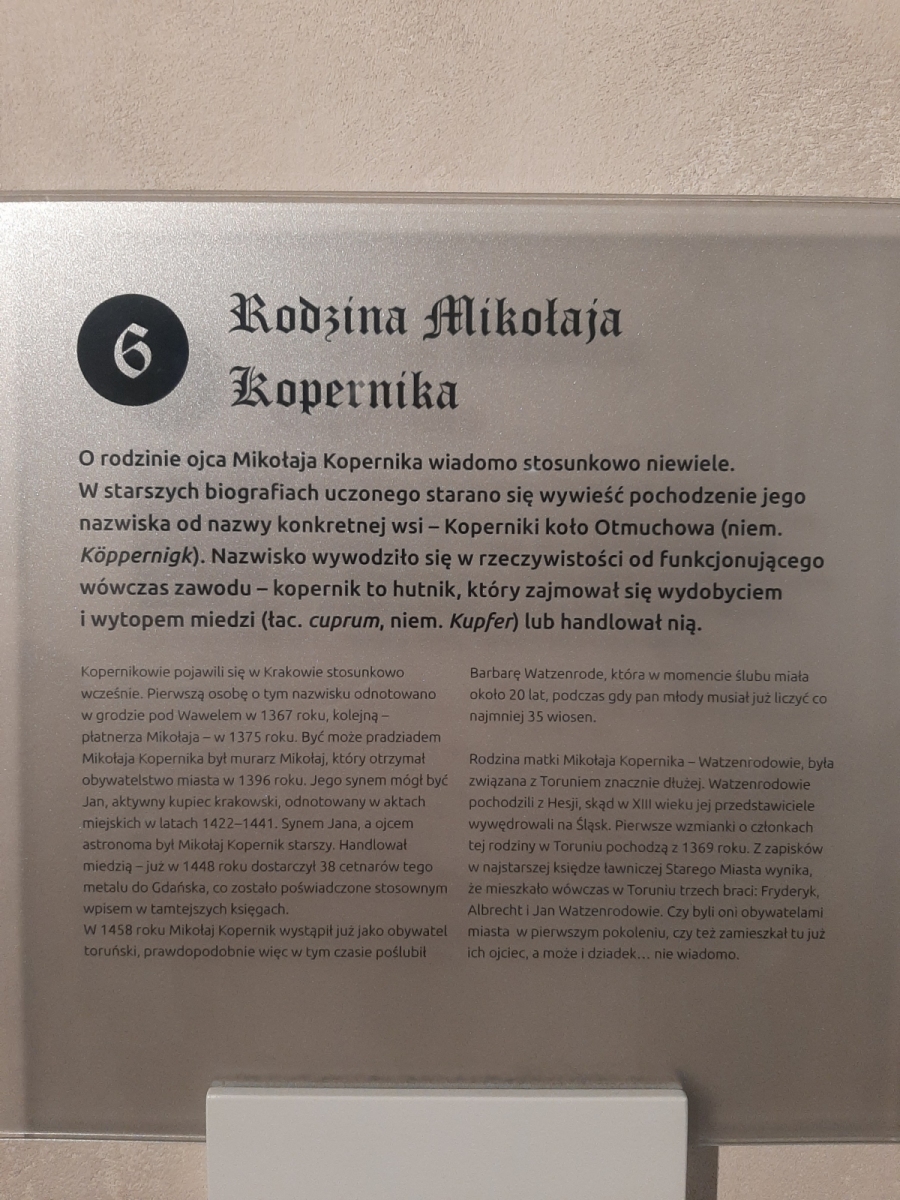 6
Rodzina Mikołaja
Kopernika
O rodzinie ojca Mikołaja Kopernika wiadomo stosunkowo niewiele.
W starszych biografiach uczonego starano się wywieść pochodzenie jego
nazwiska od nazwy konkretnej wsi – Koperniki koło Otmuchowa (niem.
Köppernigk). Nazwisko wywodziło się w rzeczywistości od funkcjonującego
wówczas zawodu – kopernik to hutnik, który zajmował się wydobyciem
i wytopem miedzi (łac. cuprum, niem. Kupfer) lub handlował nią.
Kopernikowie pojawili się w Krakowie stosunkowo
wcześnie. Pierwszą osobę o tym nazwisku odnotowano
w grodzie pod Wawelem w 1367 roku, kolejną –
płatnerza Mikołaja – w 1375 roku. Być może pradziadem
Mikołaja Kopernika był murarz Mikołaj, który otrzymał
obywatelstwo miasta w 1396 roku. Jego synem mógł być
Jan, aktywny kupiec krakowski, odnotowany w aktach
miejskich w latach 1422–1441. Synem Jana, a ojcem
astronoma był Mikołaj Kopernik starszy. Handlował
miedzią – już w 1448 roku dostarczył 38 cetnarów tego
metalu do Gdańska, co zostało poświadczone stosownym
wpisem w tamtejszych księgach.
W 1458 roku Mikołaj Kopernik wystąpił już jako obywatel
toruński, prawdopodobnie więc w tym czasie poślubił
Barbarę Watzenrode, która w momencie ślubu miała
około 20 lat, podczas gdy pan młody musiał już liczyć co
najmniej 35 wiosen.
Rodzina matki Mikołaja Kopernika – Watzenrodowie, była
związana z Toruniem znacznie dłużej. Watzenrodowie
pochodzili z Hesji, skąd w XIII wieku jej przedstawiciele
wywędrowali na Śląsk. Pierwsze wzmianki o członkach
tej rodziny w Toruniu pochodzą z 1369 roku. Z zapisków
w najstarszej księdze ławniczej Starego Miasta wynika,
że mieszkało wówczas w Toruniu trzech braci: Fryderyk,
Albrecht i Jan Watzenrodowie. Czy byli oni obywatelami
miasta w pierwszym pokoleniu, czy też zamieszkał tu już
ich ojciec, a może i dziadek... nie wiadomo.